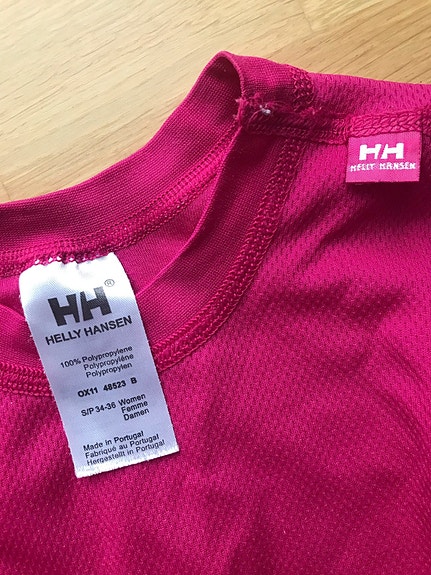 HH®
HELLY HANSEN
100% Polypropylene
Polypropylène
Polypropylen
OX11 48523 B
S/P 34-36 Women
Femme
Damen
Made in Portugal
Fabriqué au Portugal
Hergestellt in Portugal
HH
HELLY HANSEN